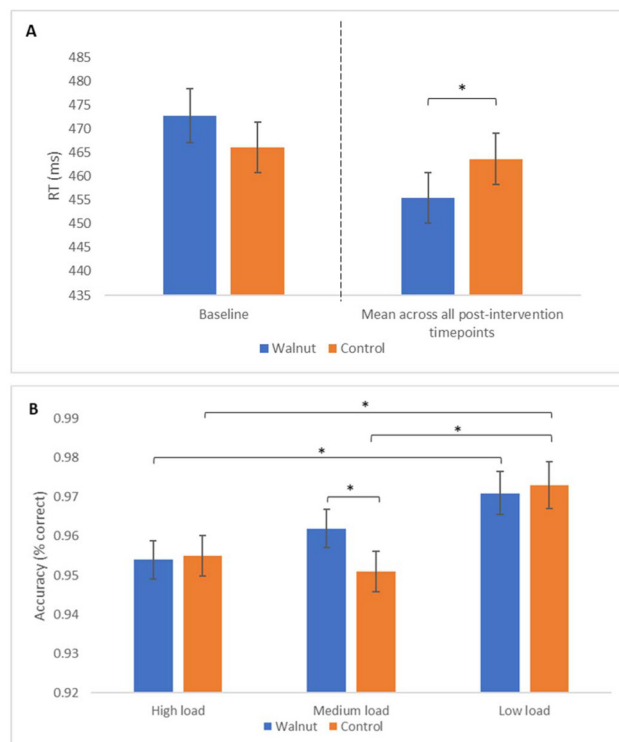 A
485
480
475
470
465
460
455
450
445
440
435
RT (ms)
*
Baseline
Mean across all post-intervention
timepoints
Walnut Control
B
0.99
0.98
0.97
0.96
0.95
0.94
0.93
0.92
Accuracy (% correct)
*
*
*
*
High load Medium load Low load
Walnut Control